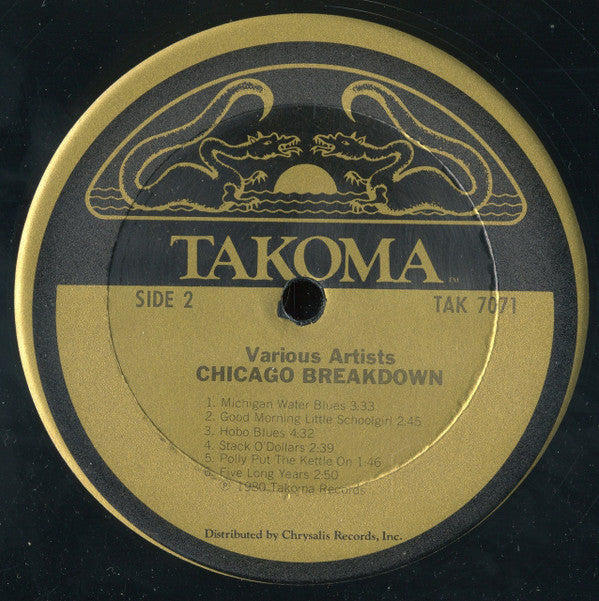 TAKOMA™
SIDE 2
TAK 7071
Various Artists
CHICAGO BREAKDOWN
1. Michigan Water Blues 3:33
2. Good Morning Little Schoolgirl 2:45
3. Hobo Blues 4:32
4. Stack O'Dollars 2:39
5. Polly Put The Kettle On 1:46
6. Five Long Years 2:50
℗ 1980 Takoma Records
Distributed by Chrysalis Records, Inc.